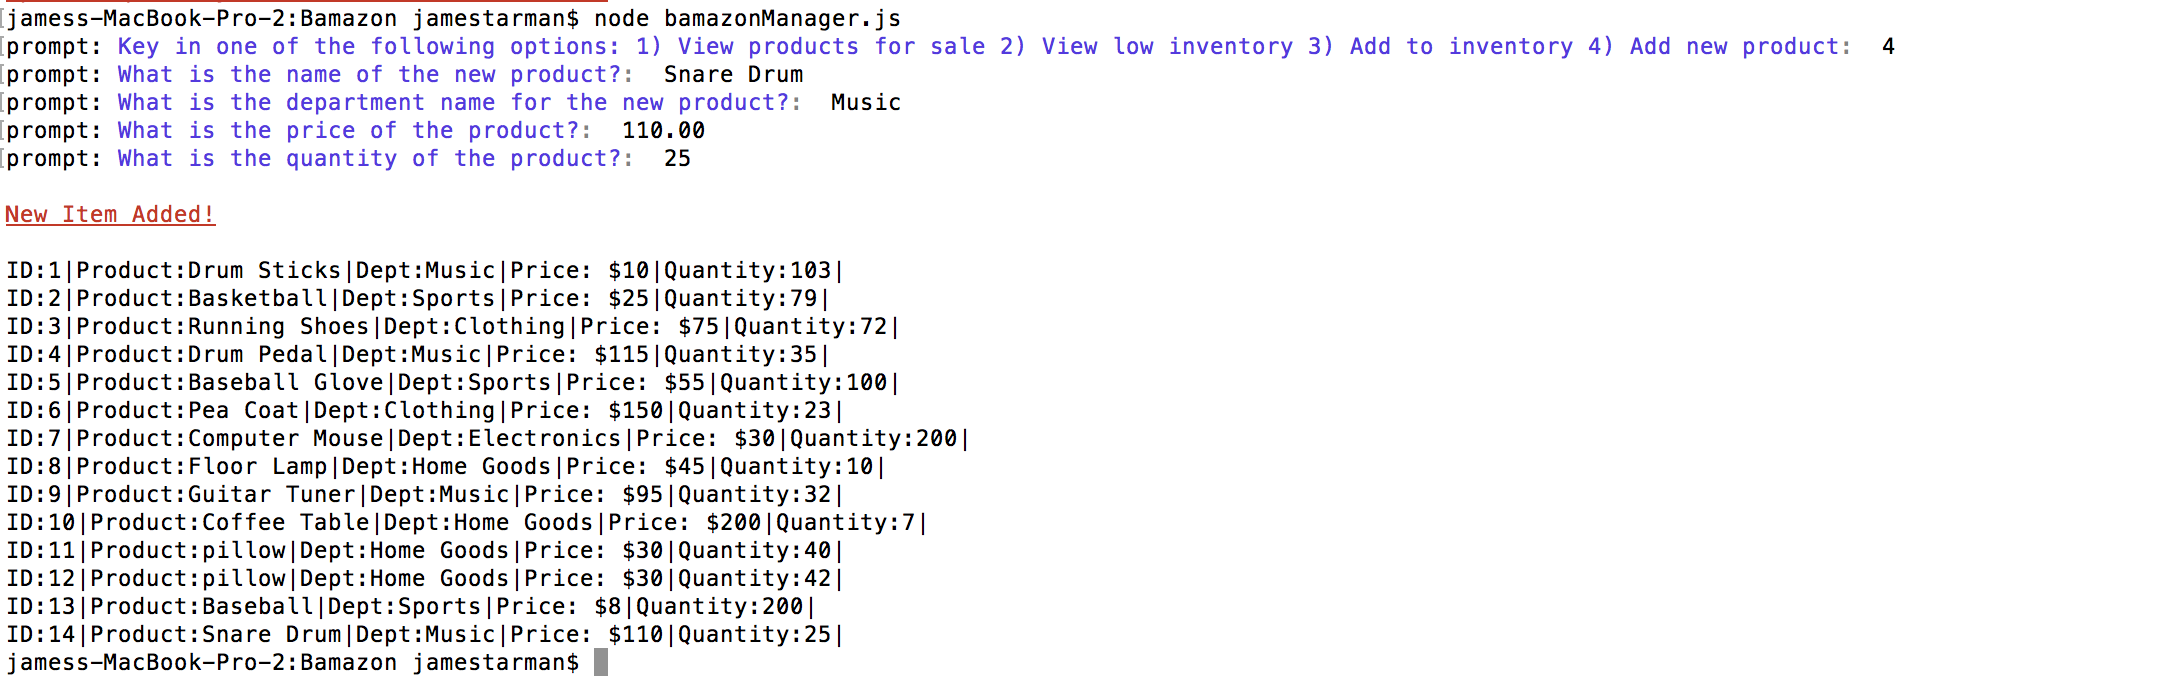 [jamess-MacBook-Pro-2:Bamazon jamestarman$ node bamazonManager.js
[prompt: Key in one of the following options: 1) View products for sale 2) View low inventory 3) Add to inventory 4) Add new product:  4
[prompt: What is the name of the new product?:  Snare Drum
[prompt: What is the department name for the new product?:  Music
[prompt: What is the price of the product?:  110.00
[prompt: What is the quantity of the product?:  25
New Item Added!
ID:1|Product:Drum Sticks|Dept:Music|Price: $10|Quantity:103|
ID:2|Product:Basketball|Dept:Sports|Price: $25|Quantity:79|
ID:3|Product:Running Shoes|Dept:Clothing|Price: $75|Quantity:72|
ID:4|Product:Drum Pedal|Dept:Music|Price: $115|Quantity:35|
ID:5|Product:Baseball Glove|Dept:Sports|Price: $55|Quantity:100|
ID:6|Product:Pea Coat|Dept:Clothing|Price: $150|Quantity:23|
ID:7|Product:Computer Mouse|Dept:Electronics|Price: $30|Quantity:200|
ID:8|Product:Floor Lamp|Dept:Home Goods|Price: $45|Quantity:10|
ID:9|Product:Guitar Tuner|Dept:Music|Price: $95|Quantity:32|
ID:10|Product:Coffee Table|Dept:Home Goods|Price: $200|Quantity:7|
ID:11|Product:pillow|Dept:Home Goods|Price: $30|Quantity:40|
ID:12|Product:pillow|Dept:Home Goods|Price: $30|Quantity:42|
ID:13|Product:Baseball|Dept:Sports|Price: $8|Quantity:200|
ID:14|Product:Snare Drum|Dept:Music|Price: $110|Quantity:25|
jamess-MacBook-Pro-2:Bamazon jamestarman$